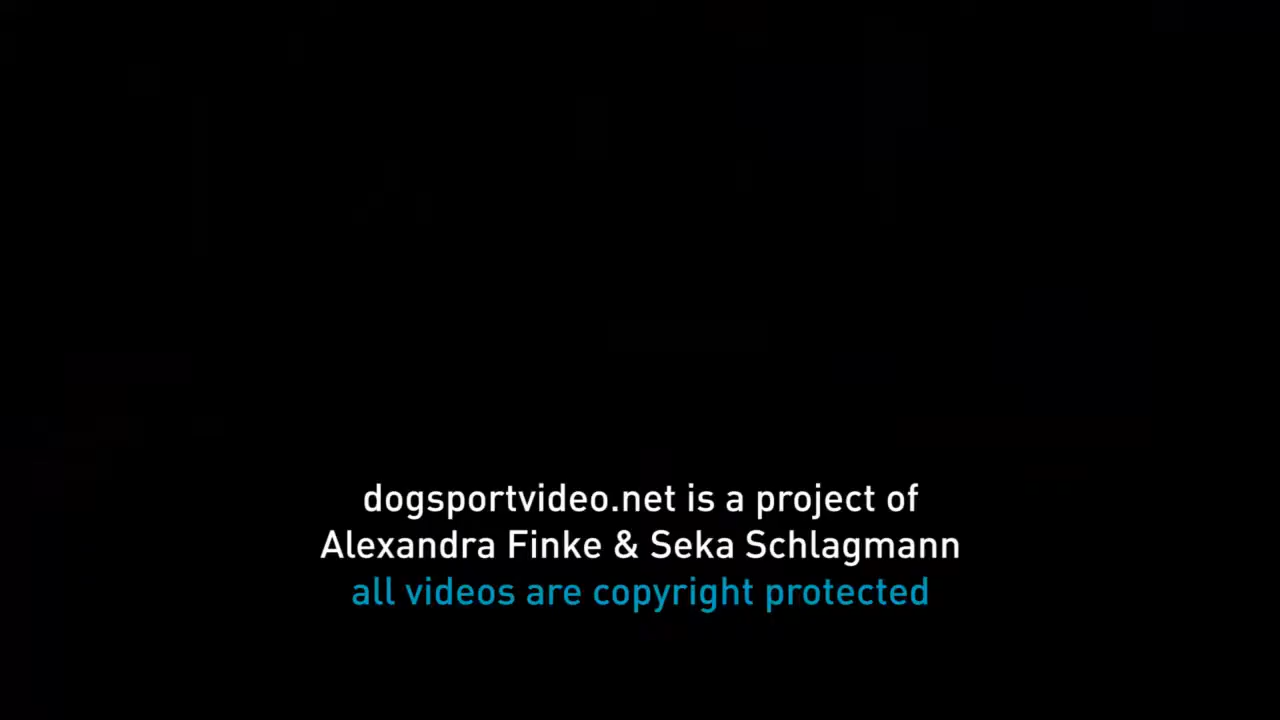 dogsportvideo.net is a project of
Alexandra Finke & Seka Schlagmann
all videos are copyright protected